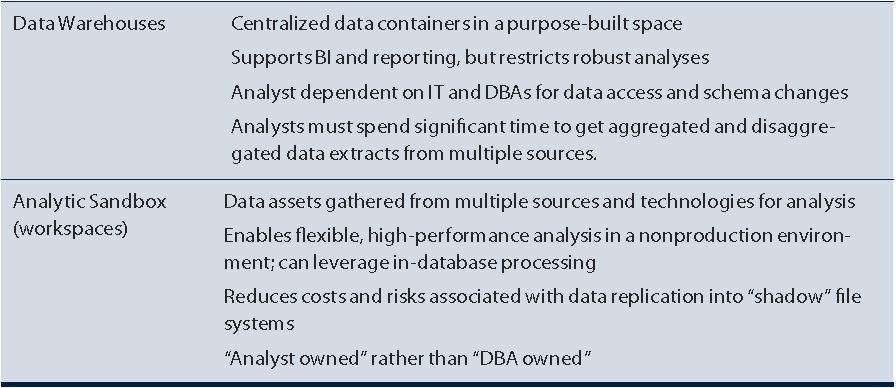 Data Warehouses
Centralized data containers in a purpose-built space
Supports BI and reporting, but restricts robust analyses
Analyst dependent on IT and DBAs for data access and schema changes
Analysts must spend significant time to get aggregated and disaggre-
gated data extracts from multiple sources.
Analytic Sandbox
(workspaces)
Data assets gathered from multiple sources and technologies for analysis
Enables flexible, high-performance analysis in a nonproduction environ-
ment; can leverage in-database processing
Reduces costs and risks associated with data replication into “shadow” file
systems
“Analyst owned” rather than “DBA owned”